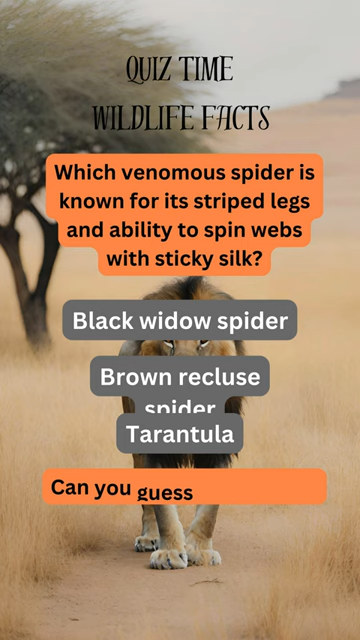 QUIZ TIME
WILDLIFE FACTS
Which venomous spider is
known for its striped legs
and ability to spin webs
with sticky silk?
Black widow spider
Brown recluse
spider
Tarantula
Can you guess